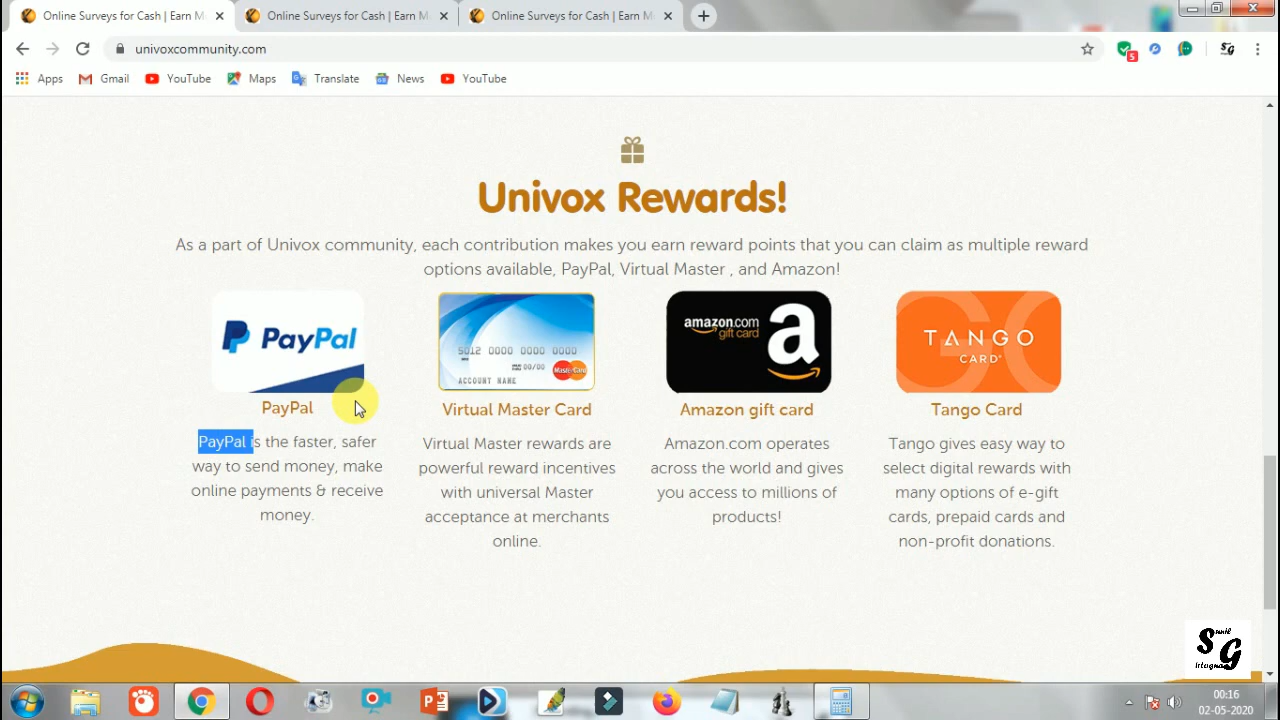 Online Surveys for Cash | Earn M
Online Surveys for Cash | Earn M
Online Surveys for Cash | Earn M
univoxcommunity.com
5
SG
Apps
Gmail
YouTube
Maps
Translate
News
YouTube
Univox Rewards!
As a part of Univox community, each contribution makes you earn reward points that you can claim as multiple reward
options available, PayPal, Virtual Master , and Amazon!
PayPal
5012 0000 0000 0000
00/00
ACCOUNT NAME
MasterCard
amazon.com
gift card
a
TANGO
CARD
PayPal
Virtual Master Card
Amazon gift card
Tango Card
PayPal is the faster, safer
way to send money, make
online payments & receive
money.
Virtual Master rewards are
powerful reward incentives
with universal Master
acceptance at merchants
online.
Amazon.com operates
across the world and gives
you access to millions of
products!
Tango gives easy way to
select digital rewards with
many options of e-gift
cards, prepaid cards and
non-profit donations.
00:16
02-05-2020